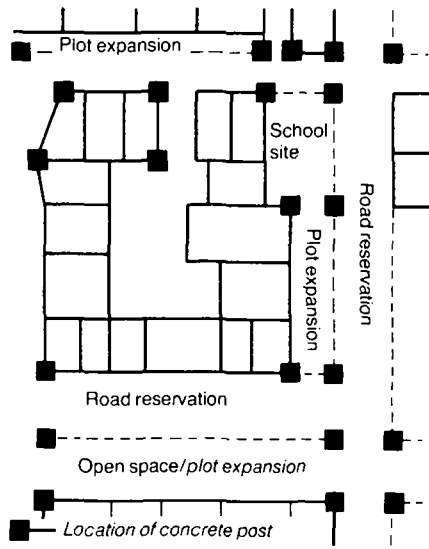 Plot expansion
School
site
Road reservation
Plot expansion
Road reservation
Open space/plot expansion
Location of concrete post